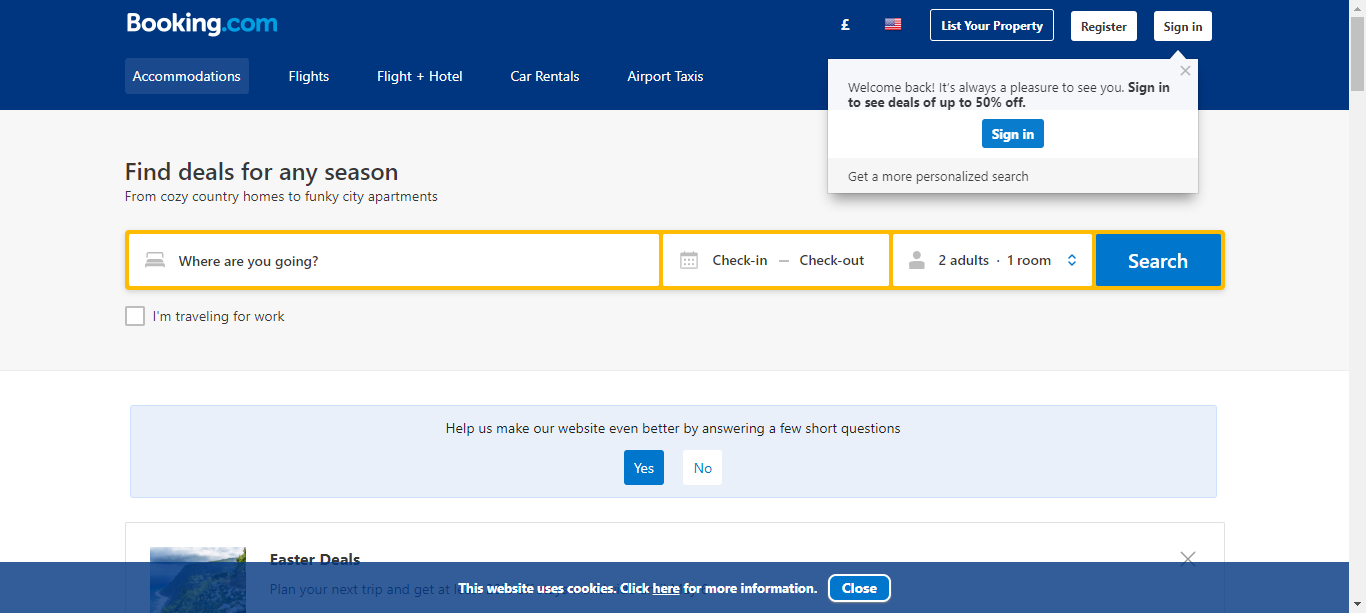 Booking.com
£
List Your Property
Register
Sign in
Accommodations
Flights
Flight + Hotel
Car Rentals
Airport Taxis
Welcome back! It's always a pleasure to see you. Sign in
to see deals of up to 50% off.
Sign in
Get a more personalized search
Find deals for any season
From cozy country homes to funky city apartments
Where are you going?
Check-in — Check-out
2 adults · 1 room
Search
I'm traveling for work
Help us make our website even better by answering a few short questions
Yes
No
Easter Deals
Plan your next trip and get at
This website uses cookies. Click here for more information.
Close